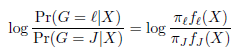 log Pr(G = ℓ|X) / Pr(G = J|X) = log π_ℓ f_ℓ(X) / π_J f_J(X)